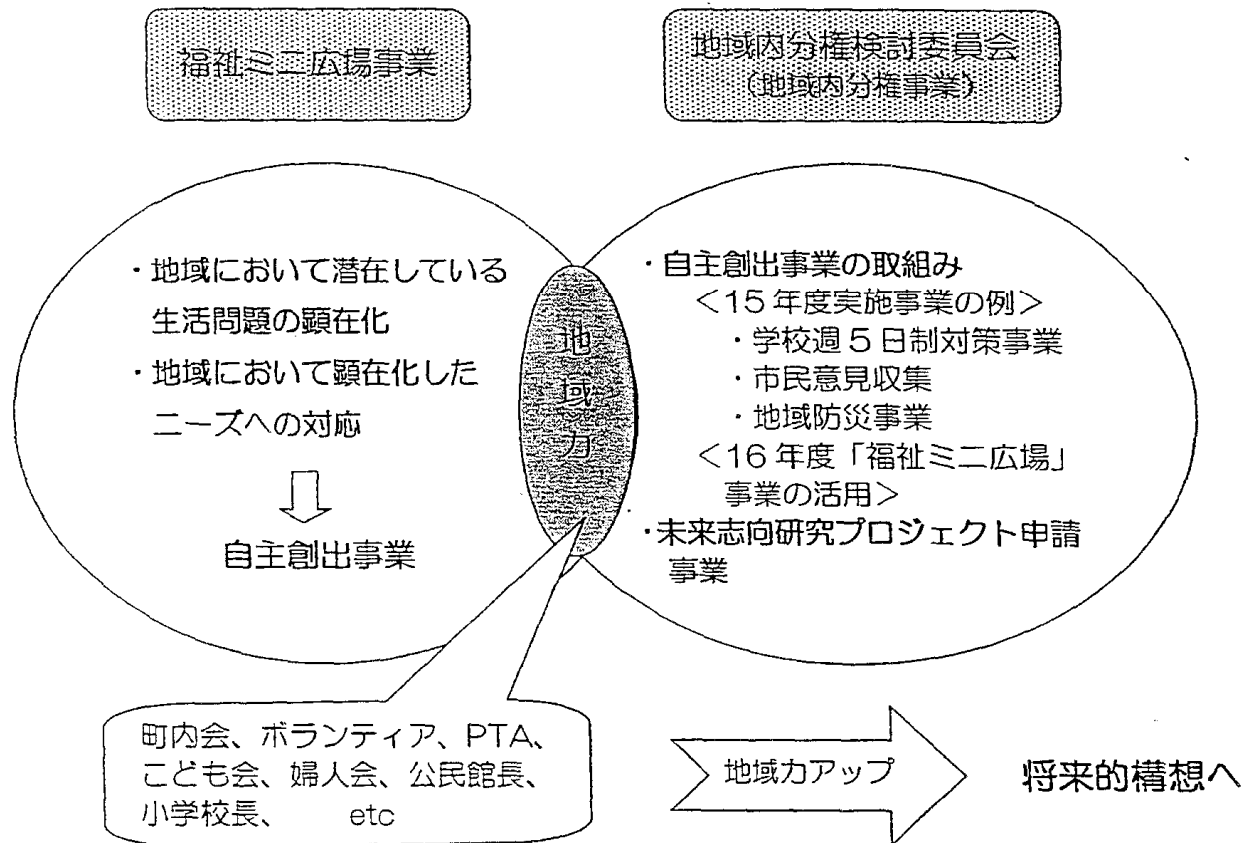 福祉ミニ広場事業
地域内分権検討委員会
（地域内分権事業）
・地域において潜在している
生活問題の顕在化
・地域において顕在化した
ニーズへの対応
自主創出事業
地域力
・自主創出事業の取組み
＜15年度実施事業の例＞
・学校週５日制対策事業
・市民意見収集
・地域防災事業
＜16年度「福祉ミニ広場」
事業の活用＞
・未来志向研究プロジェクト申請
事業
町内会、ボランティア、PTA、
こども会、婦人会、公民館長、
小学校長、　　etc
地域力アップ
将来的構想へ